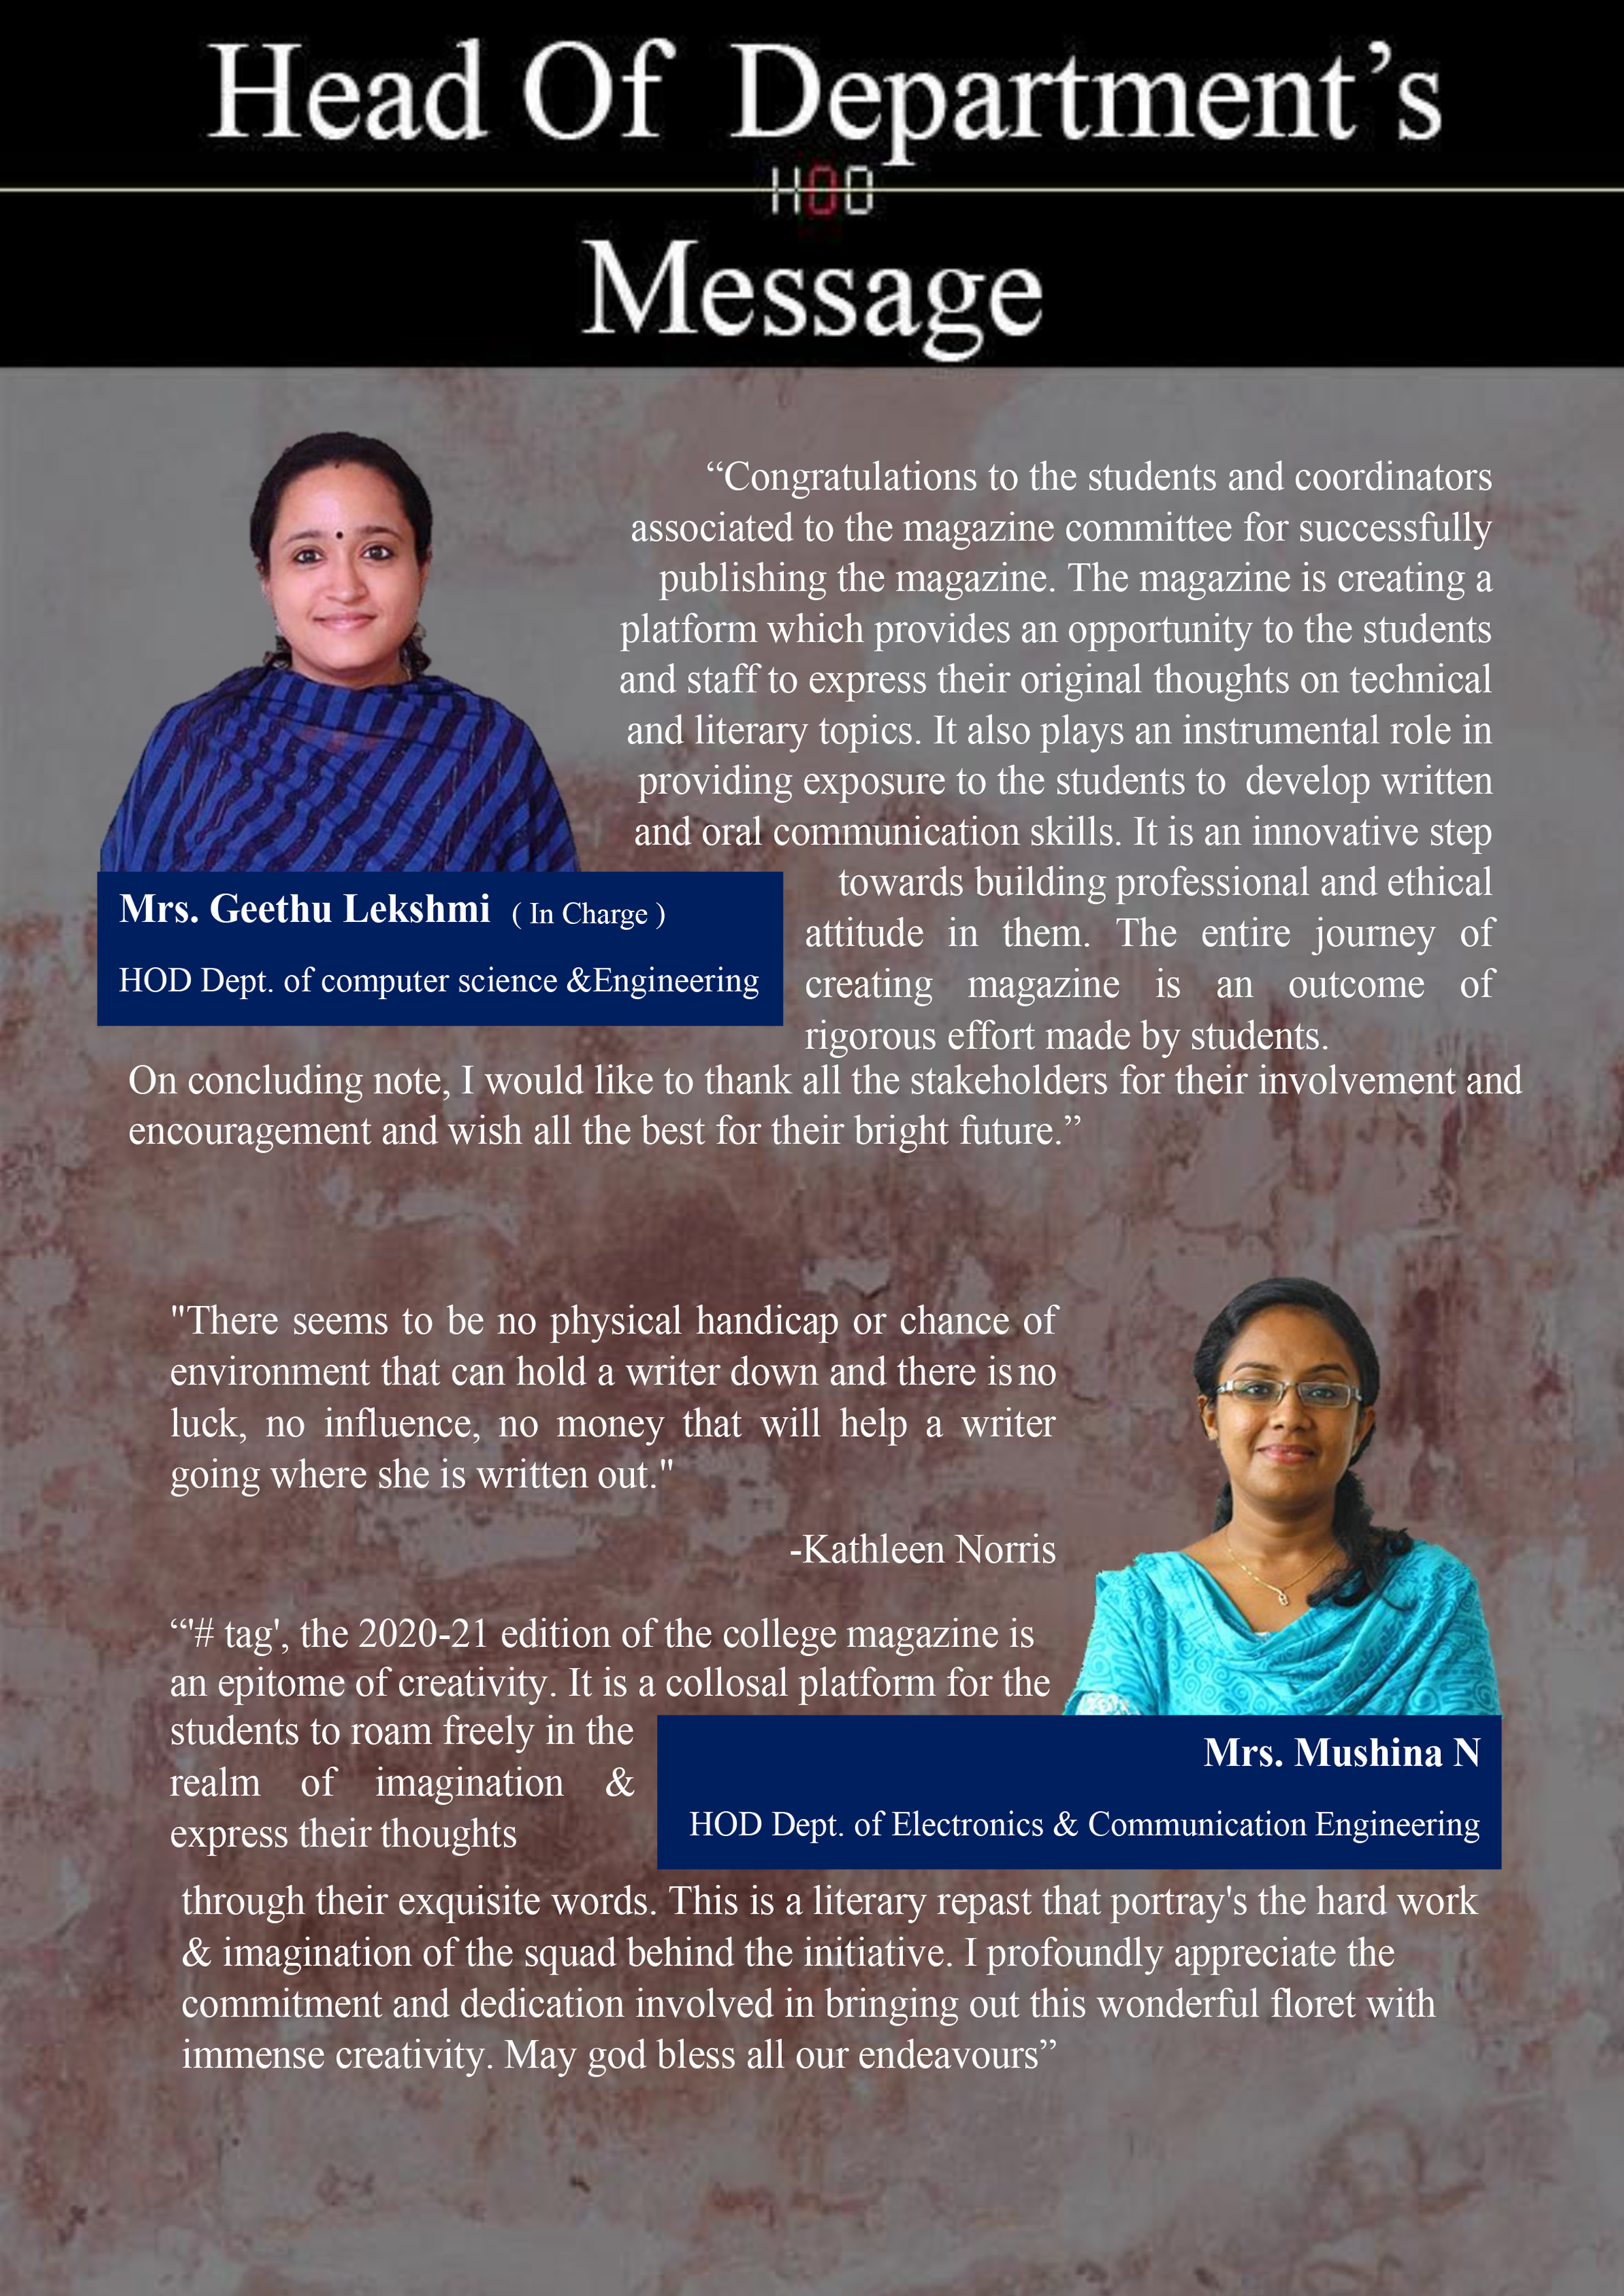 Head Of Department’s
HOD
Message
“Congratulations to the students and coordinators
associated to the magazine committee for successfully
publishing the magazine. The magazine is creating a
platform which provides an opportunity to the students
and staff to express their original thoughts on technical
and literary topics. It also plays an instrumental role in
providing exposure to the students to develop written
and oral communication skills. It is an innovative step
towards building professional and ethical
attitude in them. The entire journey of
creating magazine is an outcome of
rigorous effort made by students.
Mrs. Geethu Lekshmi ( In Charge )
HOD Dept. of computer science &Engineering
On concluding note, I would like to thank all the stakeholders for their involvement and
encouragement and wish all the best for their bright future.”
"There seems to be no physical handicap or chance of
environment that can hold a writer down and there is no
luck, no influence, no money that will help a writer
going where she is written out."
-Kathleen Norris
“'# tag', the 2020-21 edition of the college magazine is
an epitome of creativity. It is a collosal platform for the
students to roam freely in the
realm of imagination &
express their thoughts
Mrs. Mushina N
HOD Dept. of Electronics & Communication Engineering
through their exquisite words. This is a literary repast that portray's the hard work
& imagination of the squad behind the initiative. I profoundly appreciate the
commitment and dedication involved in bringing out this wonderful floret with
immense creativity. May god bless all our endeavours”